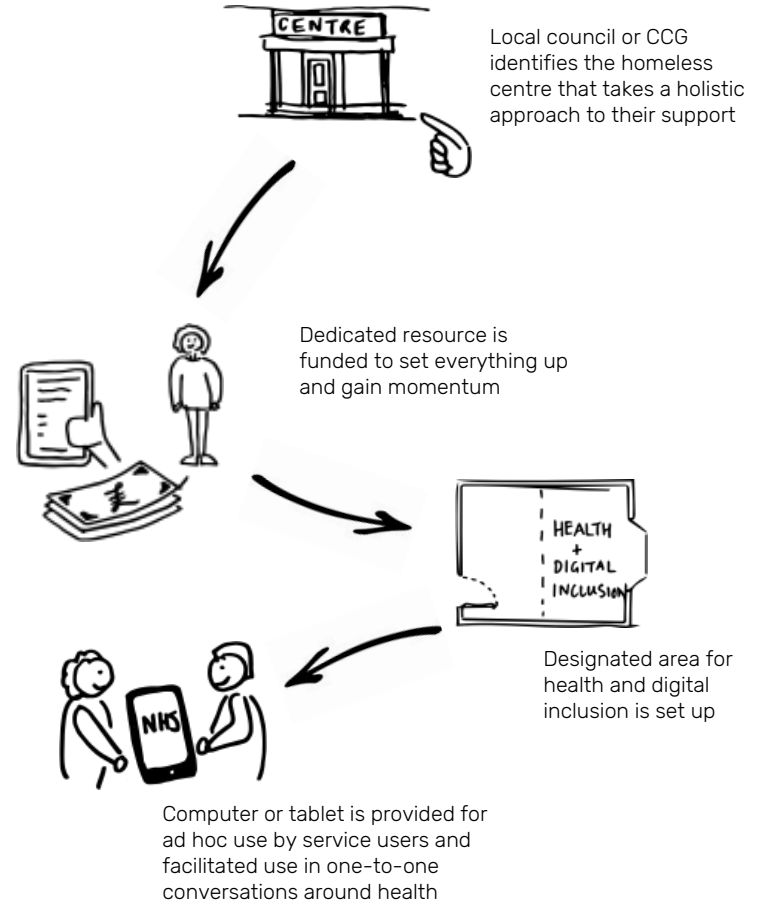 CENTRE
Local council or CCG
identifies the homeless
centre that takes a holistic
approach to their support
Dedicated resource is
funded to set everything up
and gain momentum
HEALTH
+
DIGITAL
INCLUSION
Designated area for
health and digital
inclusion is set up
NHS
Computer or tablet is provided for
ad hoc use by service users and
facilitated use in one-to-one
conversations around health